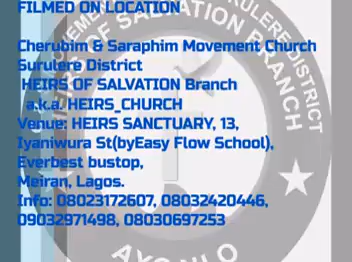 FILMED ON LOCATION
Cherubim & Saraphim Movement Church
Surulere District
HEIRS OF SALVATION Branch
a.k.a. HEIRS_CHURCH
Venue: HEIRS SANCTUARY, 13,
Iyaniwura St(byEasy Flow School),
Everbest bustop,
Meiran, Lagos.
Info: 08023172607, 08032420446,
09032971498, 08030697253